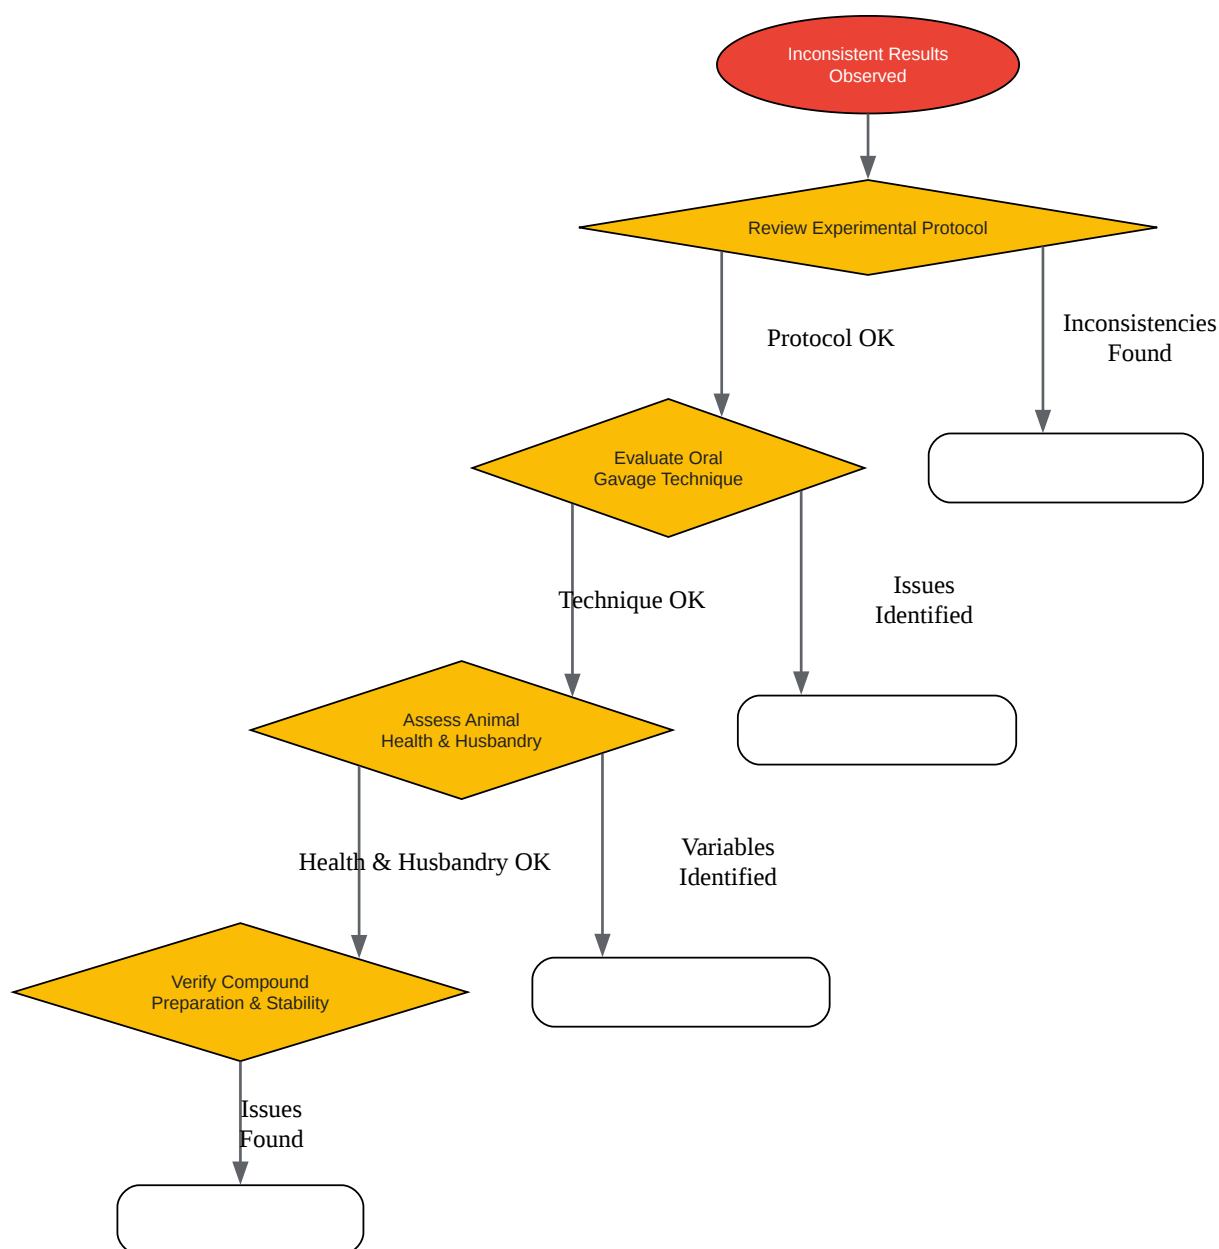 Inconsistent Results
Observed
Review Experimental Protocol
Protocol OK
Inconsistencies
Found
Evaluate Oral
Gavage Technique
Technique OK
Issues
Identified
Assess Animal
Health & Husbandry
Health & Husbandry OK
Variables
Identified
Verify Compound
Preparation & Stability
Issues
Found